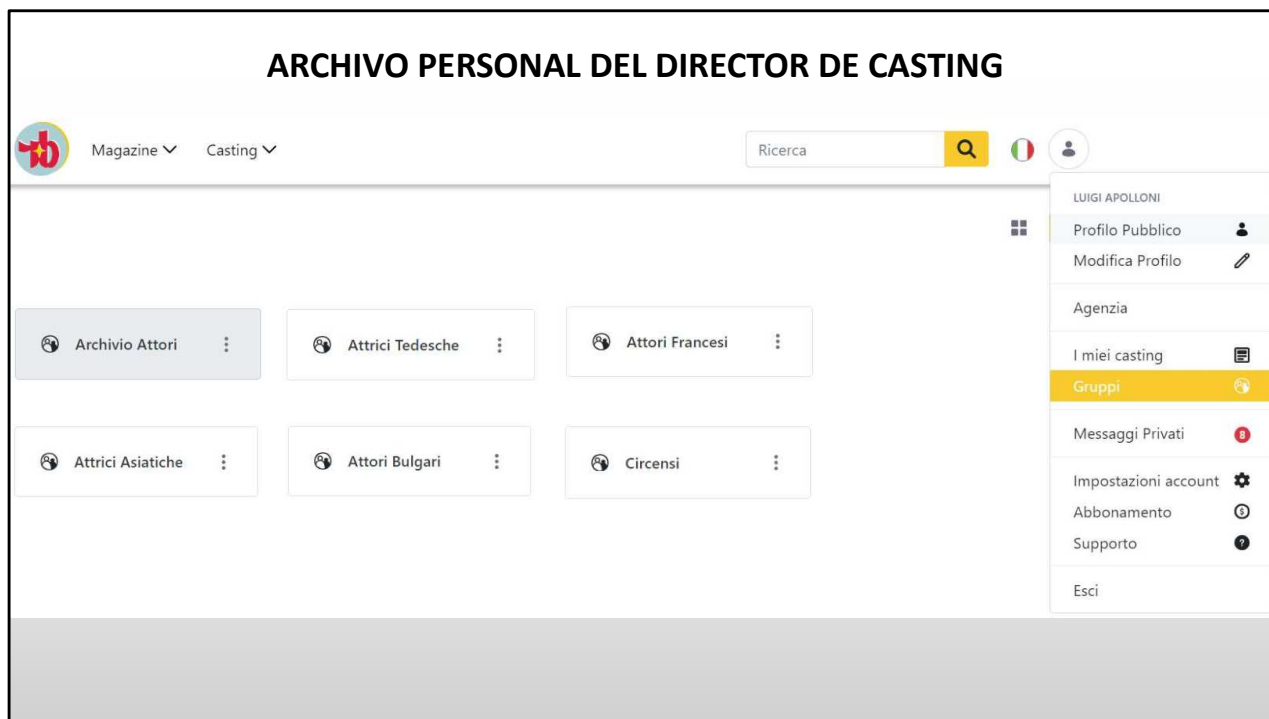 ARCHIVO PERSONAL DEL DIRECTOR DE CASTING
Magazine
Casting
Ricerca
LUIGI APOLLONI
Profilo Pubblico
Modifica Profilo
Agenzia
I miei casting
Gruppi
Messaggi Privati 8
Impostazioni account
Abbonamento
Supporto
Esci
Archivio Attori
Attrici Tedesche
Attori Francesi
Attrici Asiatiche
Attori Bulgari
Circensi